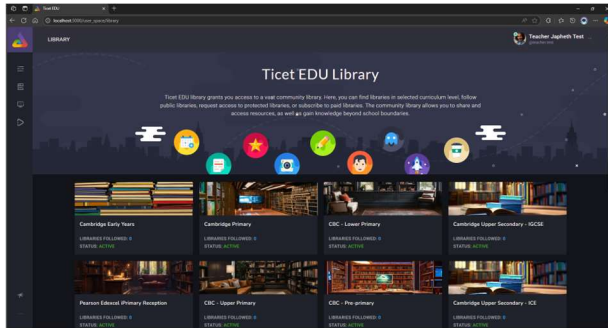 Ticet EDU
localhost:3000/user_space/library
LIBRARY
Teacher Japheth Test
Ticet EDU Library
Ticet EDU library grants you access to a vast community library. Here, you can find libraries in selected curriculum level, follow
public libraries, request access to protected libraries, or subscribe to paid libraries. The community library allows you to share and
access resources, as well as gain knowledge beyond school boundaries.
Cambridge Early Years
LIBRARIES FOLLOWED: 0
STATUS: ACTIVE
Cambridge Primary
LIBRARIES FOLLOWED: 0
STATUS: ACTIVE
CBC - Lower Primary
LIBRARIES FOLLOWED: 0
STATUS: ACTIVE
Cambridge Upper Secondary - IGCSE
LIBRARIES FOLLOWED: 0
STATUS: ACTIVE
Pearson Edexcel iPrimary Reception
LIBRARIES FOLLOWED: 0
STATUS: ACTIVE
CBC - Upper Primary
LIBRARIES FOLLOWED: 0
STATUS: ACTIVE
CBC - Pre-primary
LIBRARIES FOLLOWED: 0
STATUS: ACTIVE
Cambridge Upper Secondary - ICE
LIBRARIES FOLLOWED: 0
STATUS: ACTIVE